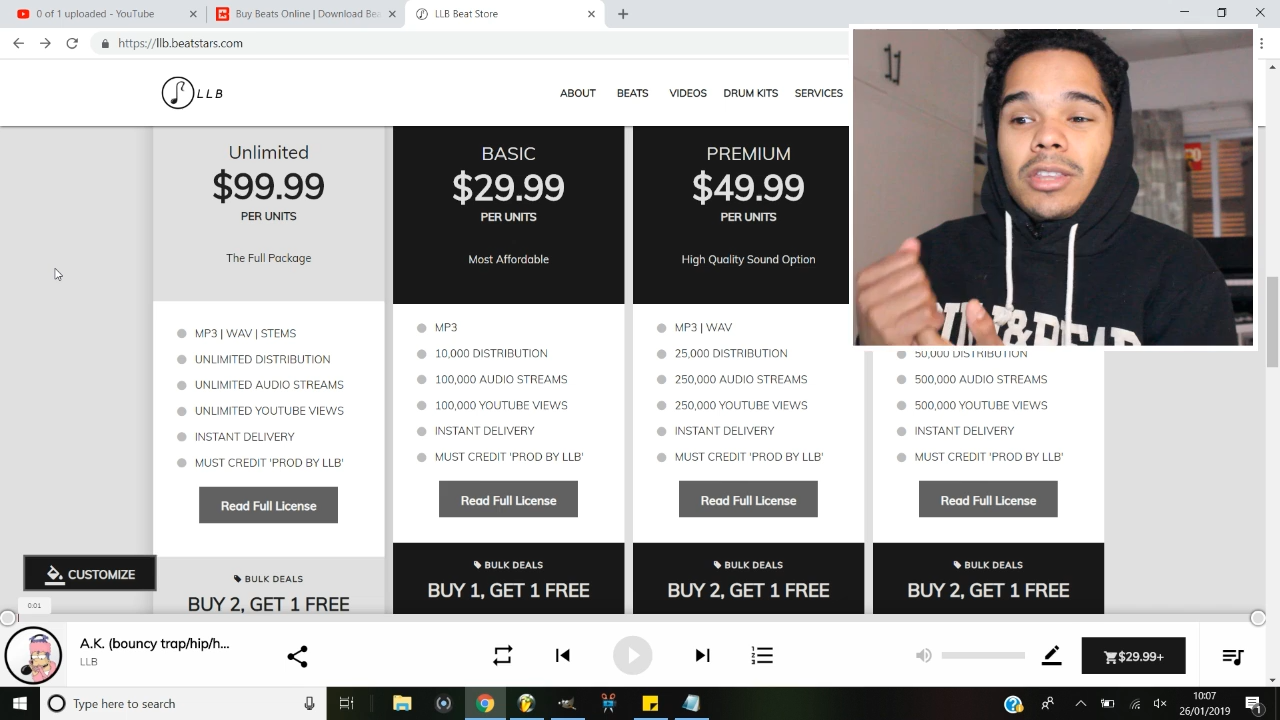 0 of 1 uploaded - YouTube
Buy Beats Online | Download Bea
LLB Beat Store
https://llb.beatstars.com
LLB
ABOUT
BEATS
VIDEOS
DRUM KITS
SERVICES
Unlimited
$99.99
PER UNITS
The Full Package
MP3 | WAV | STEMS
UNLIMITED DISTRIBUTION
UNLIMITED AUDIO STREAMS
UNLIMITED YOUTUBE VIEWS
INSTANT DELIVERY
MUST CREDIT 'PROD BY LLB'
Read Full License
BULK DEALS
BUY 2, GET 1 FREE
BASIC
$29.99
PER UNITS
Most Affordable
MP3
10,000 DISTRIBUTION
100,000 AUDIO STREAMS
100,000 YOUTUBE VIEWS
INSTANT DELIVERY
MUST CREDIT 'PROD BY LLB'
Read Full License
BULK DEALS
BUY 1, GET 1 FREE
PREMIUM
$49.99
PER UNITS
High Quality Sound Option
MP3 | WAV
25,000 DISTRIBUTION
250,000 AUDIO STREAMS
250,000 YOUTUBE VIEWS
INSTANT DELIVERY
MUST CREDIT 'PROD BY LLB'
Read Full License
BULK DEALS
BUY 2, GET 1 FREE
50,000 DISTRIBUTION
500,000 AUDIO STREAMS
500,000 YOUTUBE VIEWS
INSTANT DELIVERY
MUST CREDIT 'PROD BY LLB'
Read Full License
BULK DEALS
BUY 2, GET 1 FREE
CUSTOMIZE
0:01
A.K. (bouncy trap/hip/h...
LLB
$29.99+
Type here to search
10:07
26/01/2019